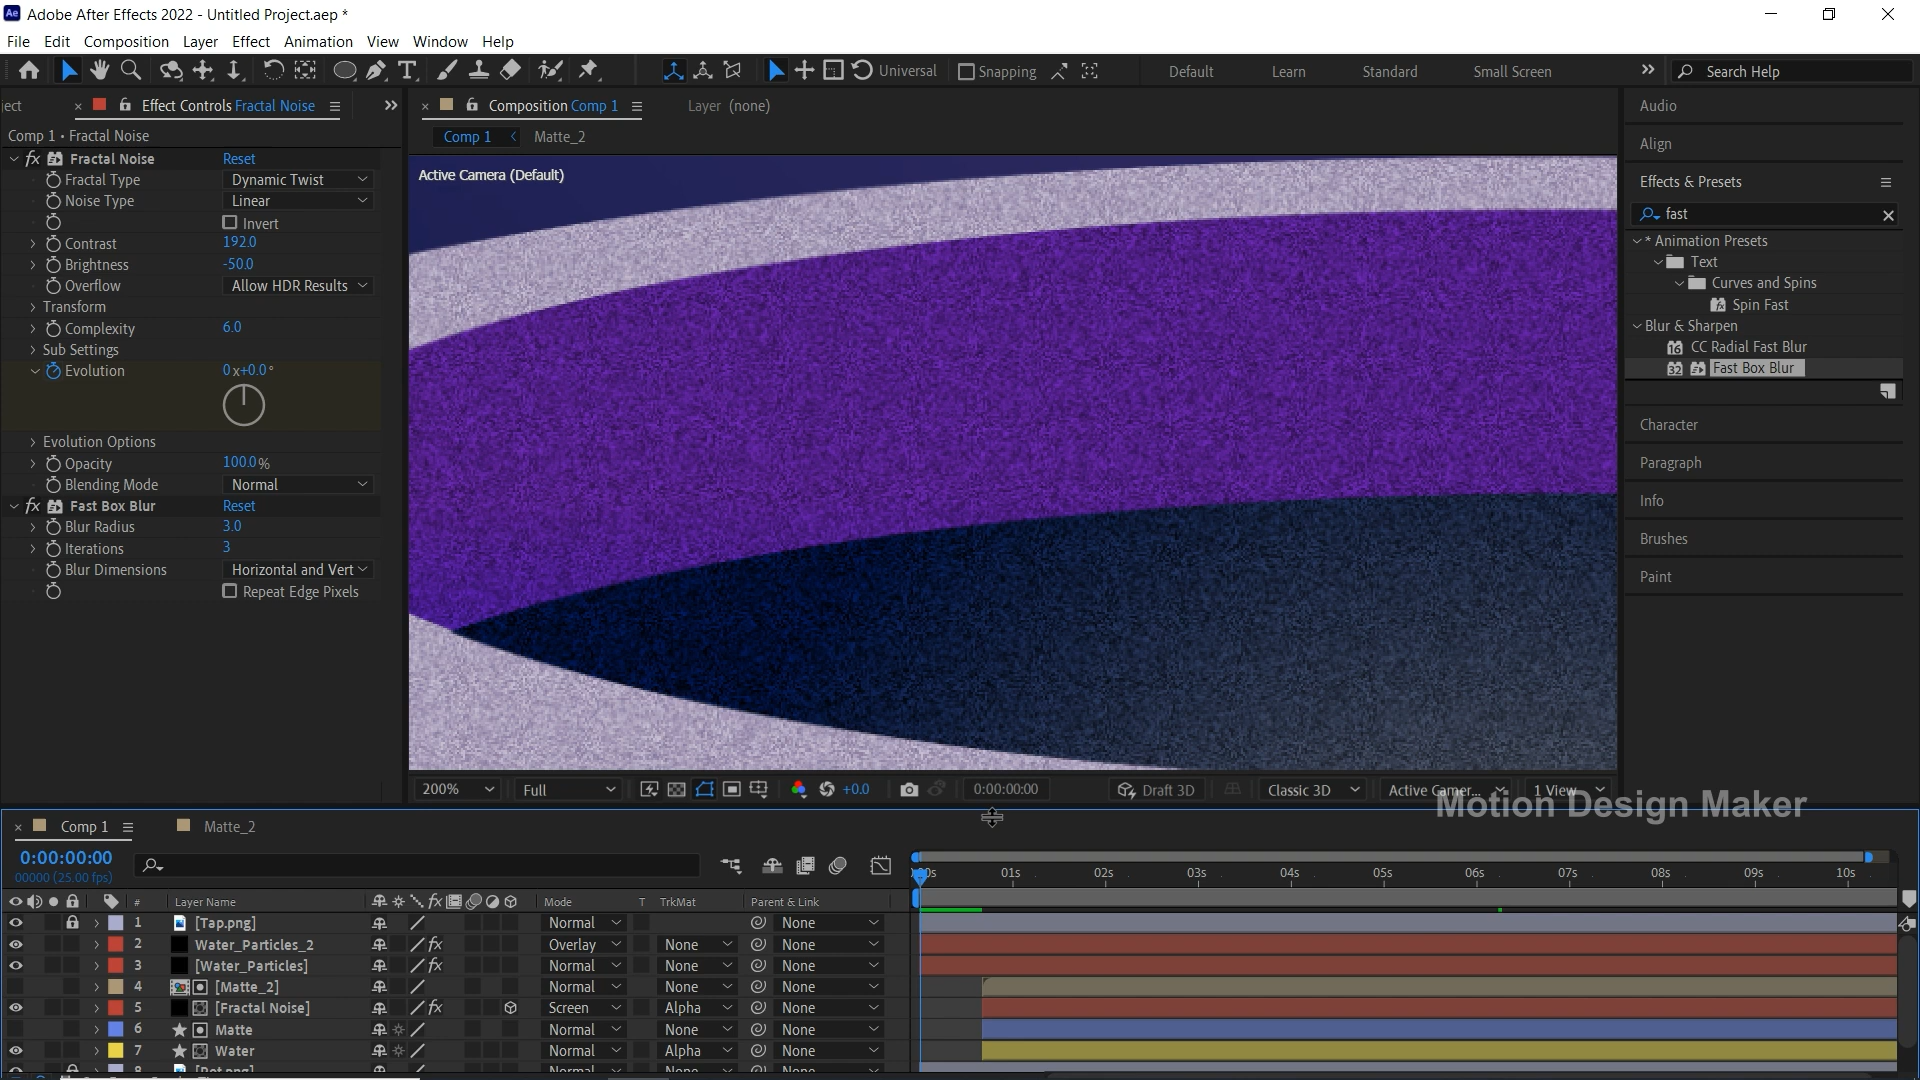 Adobe After Effects 2022 - Untitled Project.aep *
File Edit Composition Layer Effect Animation View Window Help
Universal Snapping Default Learn Standard Small Screen Search Help
ject Effect Controls Fractal Noise Composition Comp 1 Layer (none) Audio
Comp 1 • Fractal Noise Comp 1 Matte_2 Align
Fractal Noise Reset Active Camera (Default) Effects & Presets
Fractal Type Dynamic Twist
Noise Type Linear fast
Invert
Contrast 192.0 * Animation Presets
Brightness -50.0 Text
Overflow Allow HDR Results Curves and Spins
Transform Spin Fast
Complexity 6.0 Blur & Sharpen
Sub Settings 16 CC Radial Fast Blur
Evolution 0 x+0.0° 32 Fast Box Blur
Evolution Options Character
Opacity 100.0% Paragraph
Blending Mode Normal Info
Fast Box Blur Reset
Blur Radius 3.0 Brushes
Iterations 3
Blur Dimensions Horizontal and Vert Paint
Repeat Edge Pixels
200% Full +0.0 0:00:00:00 Draft 3D Classic 3D Active Camer... 1 View
Motion Design Maker
Comp 1 Matte_2
0:00:00:00
00000 (25.00 fps) 01s 02s 03s 04s 05s 06s 07s 08s 09s 10s
# Layer Name fx Mode T TrkMat Parent & Link
1 [Tap.png] Normal None
2 Water_Particles_2 fx Overlay None None
3 [Water_Particles] fx Normal None None
4 [Matte_2] Normal None None
5 [Fractal Noise] fx Screen Alpha None
6 Matte Normal None None
7 Water Normal Alpha None